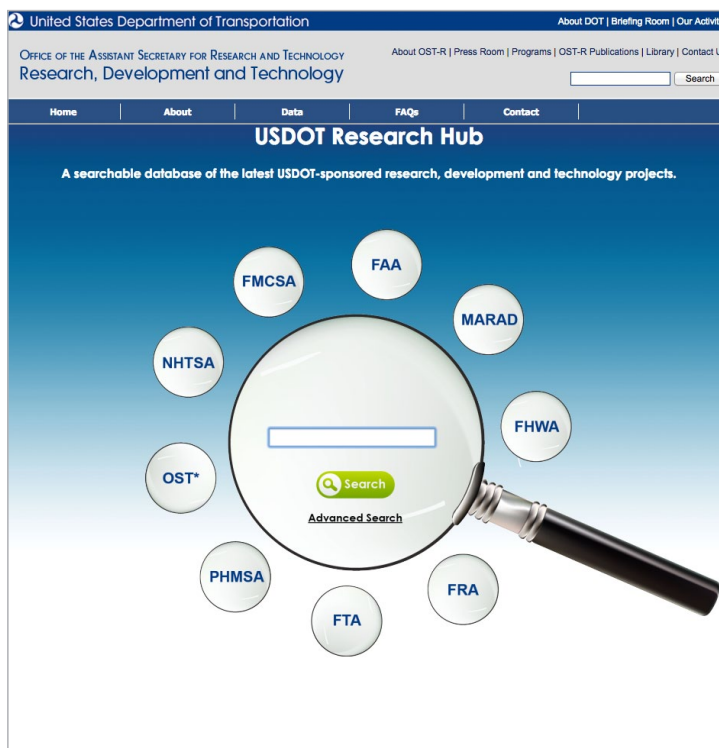 United States Department of Transportation
About DOT | Briefing Room | Our Activit
OFFICE OF THE ASSISTANT SECRETARY FOR RESEARCH AND TECHNOLOGY
Research, Development and Technology
About OST-R | Press Room | Programs | OST-R Publications | Library | Contact U
Search
Home About Data FAQs Contact
USDOT Research Hub
A searchable database of the latest USDOT-sponsored research, development and technology projects.
FAA
FMCSA
MARAD
NHTSA
FHWA
OST*
Search
Advanced Search
PHMSA
FRA
FTA